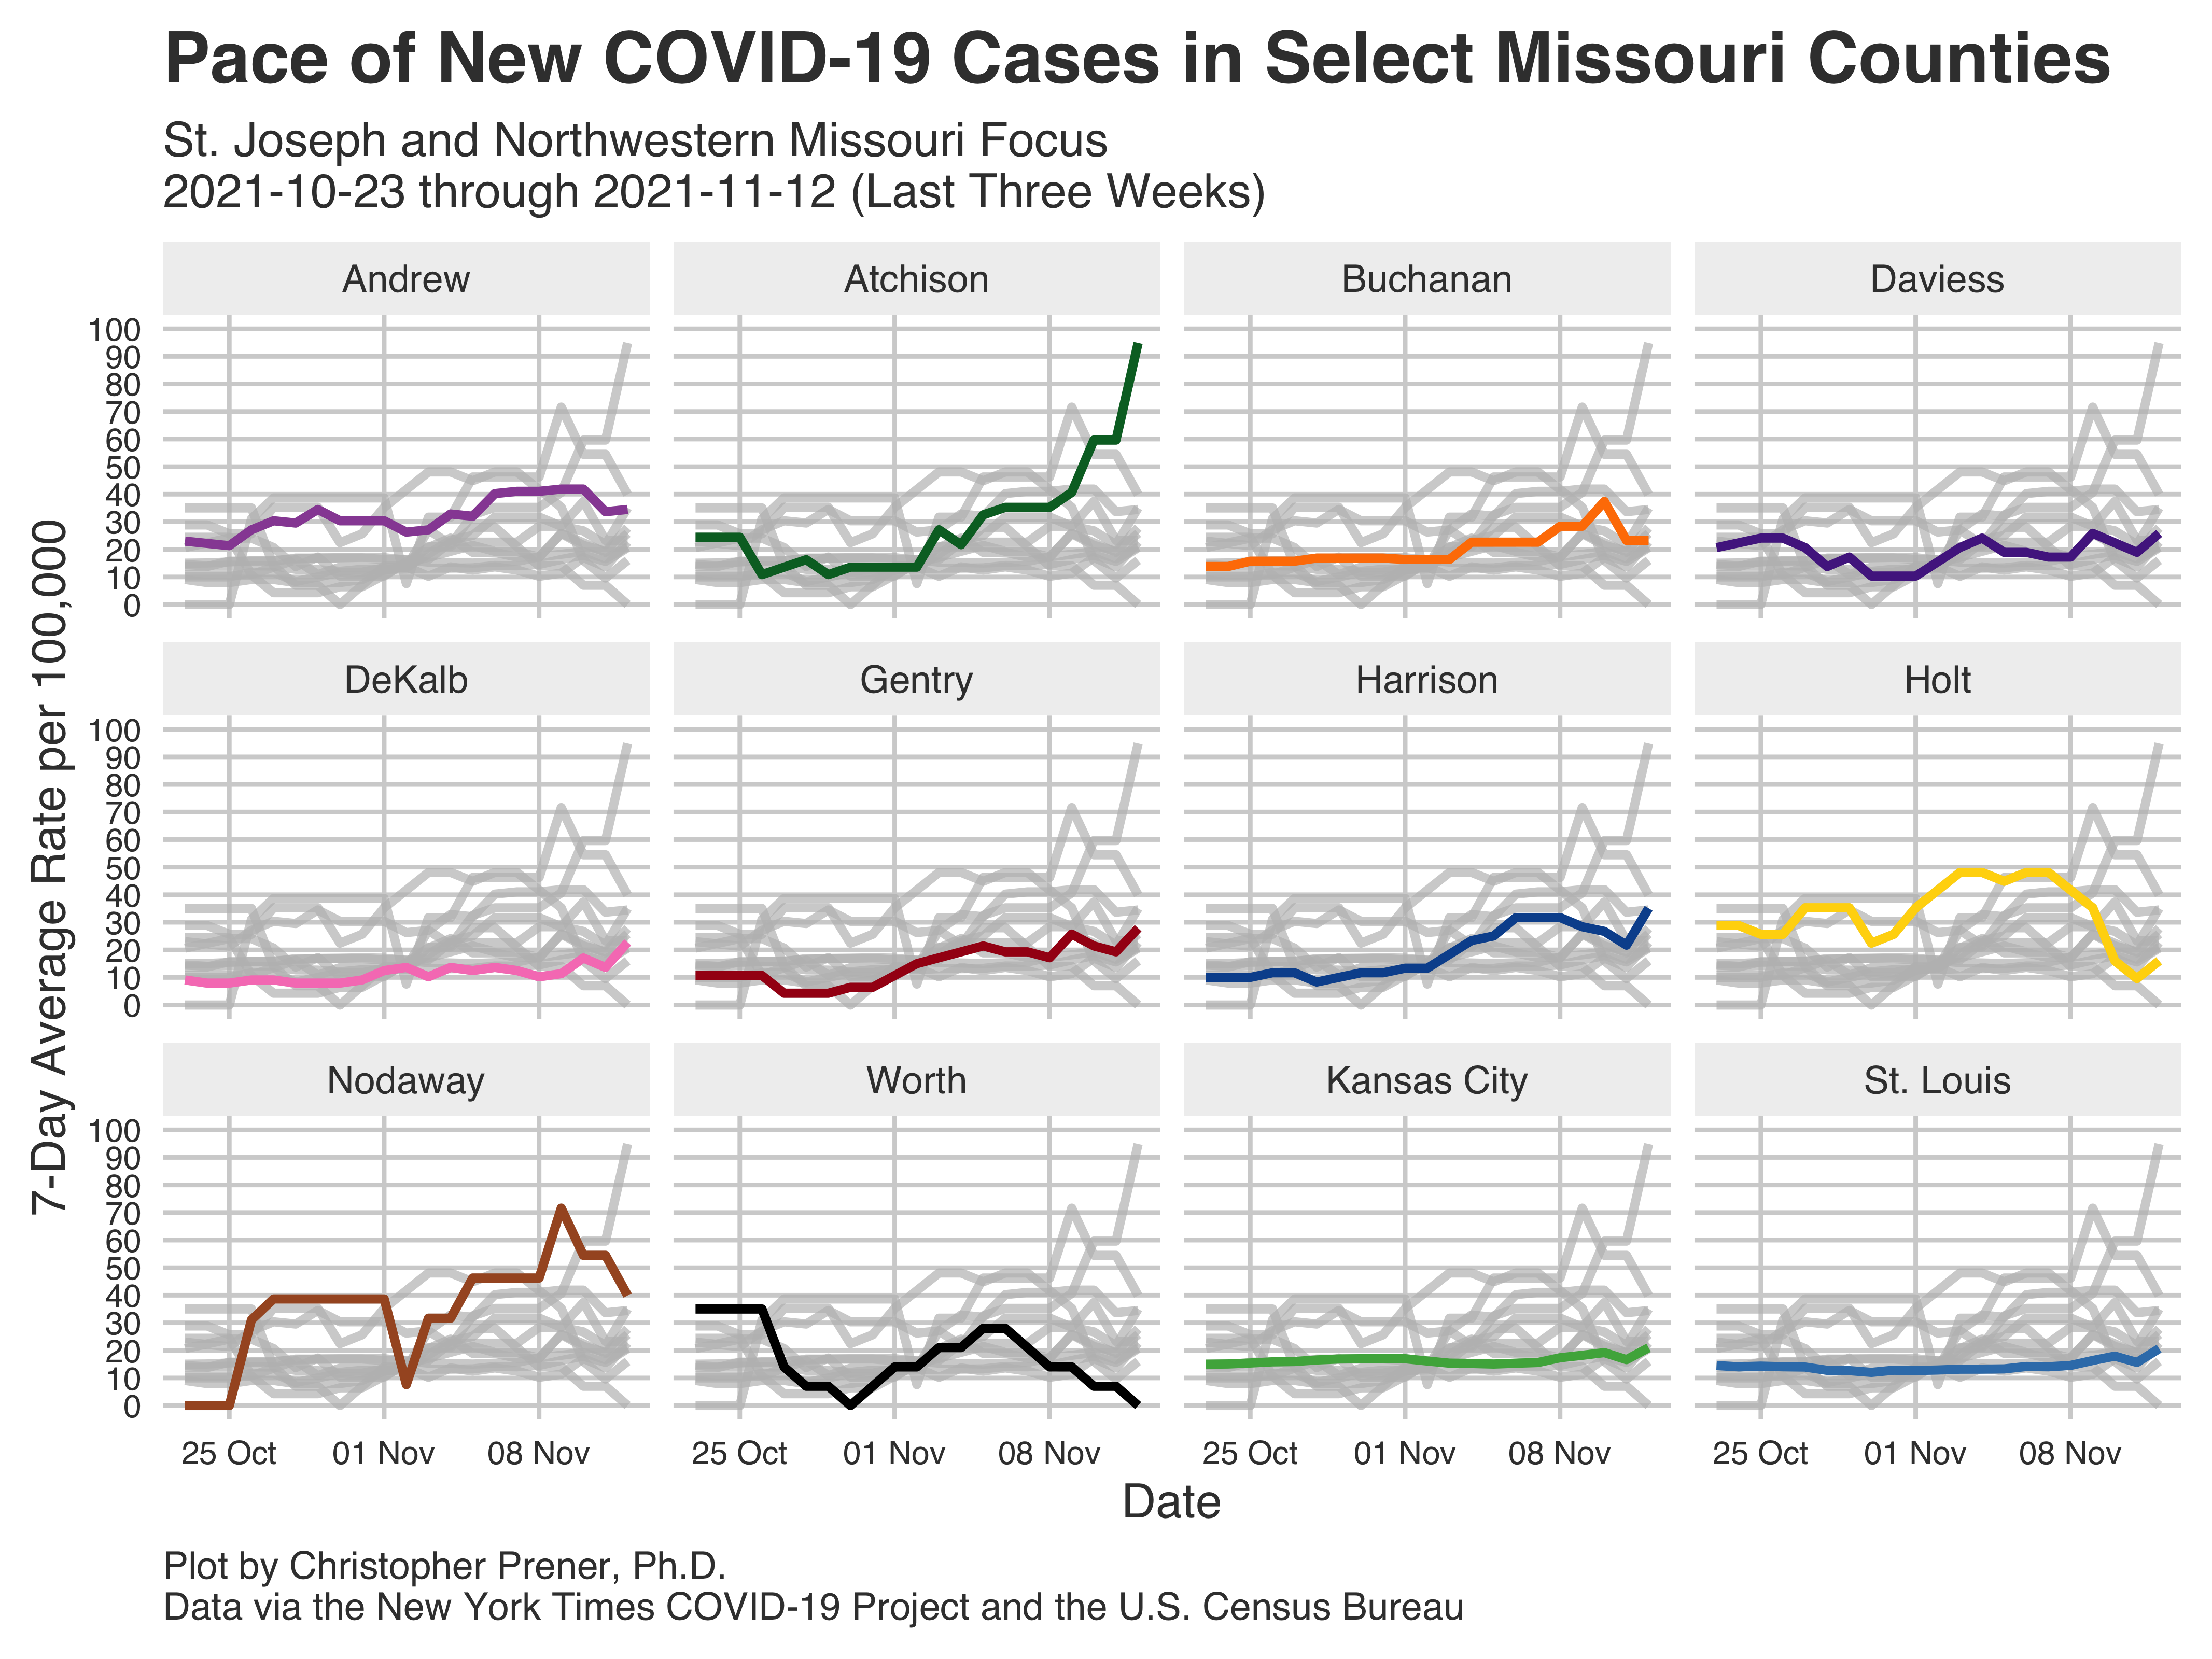 Pace of New COVID-19 Cases in Select Missouri Counties
St. Joseph and Northwestern Missouri Focus
2021-10-23 through 2021-11-12 (Last Three Weeks)
7-Day Average Rate per 100,000
Andrew
Atchison
Buchanan
Daviess
100
90
80
70
60
50
40
30
20
10
0
DeKalb
Gentry
Harrison
Holt
100
90
80
70
60
50
40
30
20
10
0
Nodaway
Worth
Kansas City
St. Louis
100
90
80
70
60
50
40
30
20
10
0
25 Oct 01 Nov 08 Nov
25 Oct 01 Nov 08 Nov
25 Oct 01 Nov 08 Nov
25 Oct 01 Nov 08 Nov
Date
Plot by Christopher Prener, Ph.D.
Data via the New York Times COVID-19 Project and the U.S. Census Bureau